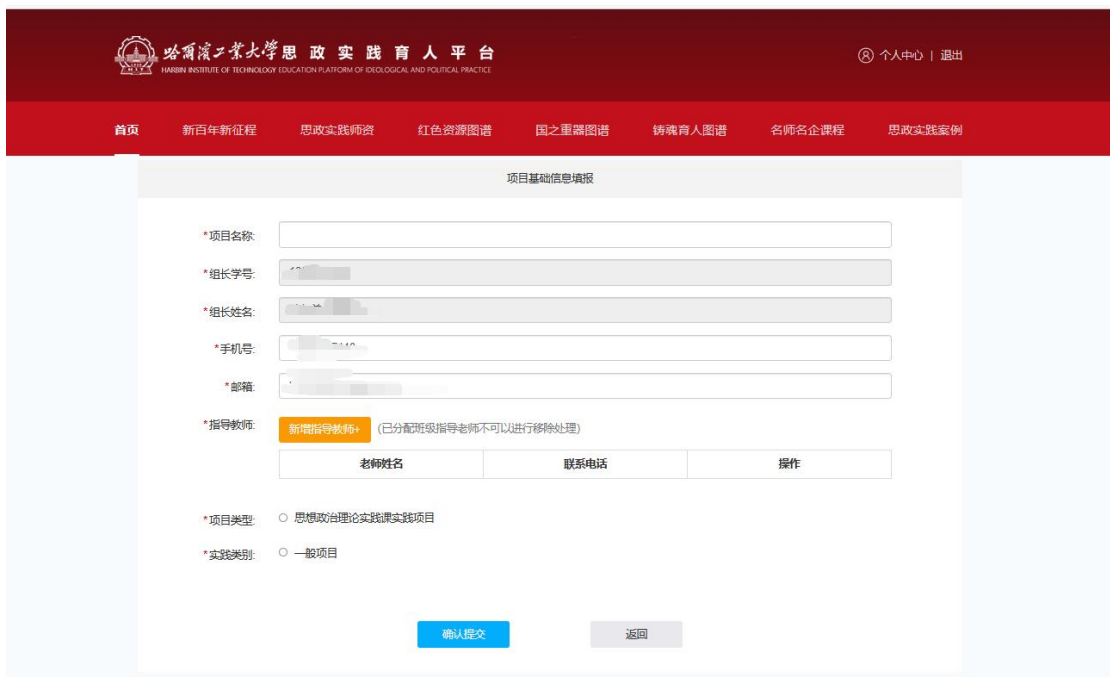 哈尔滨工业大学思政实践育人平台
HARBIN INSTITUTE OF TECHNOLOGY EDUCATION PLATFORM OF IDEOLOGICAL AND POLITICAL PRACTICE
个人中心 | 退出
首页 新百年新征程 思政实践师资 红色资源图谱 国之重器图谱 铸魂育人图谱 名师名企课程 思政实践案例
项目基础信息填报
*项目名称:
*组长学号:
*组长姓名:
*手机号:
*邮箱:
*指导教师: 新增指导教师+ (已分配班级指导老师不可以进行移除处理)
老师姓名 联系电话 操作
*项目类型: 思想政治理论实践课实践项目
*实践类别: 一般项目
确认提交 返回